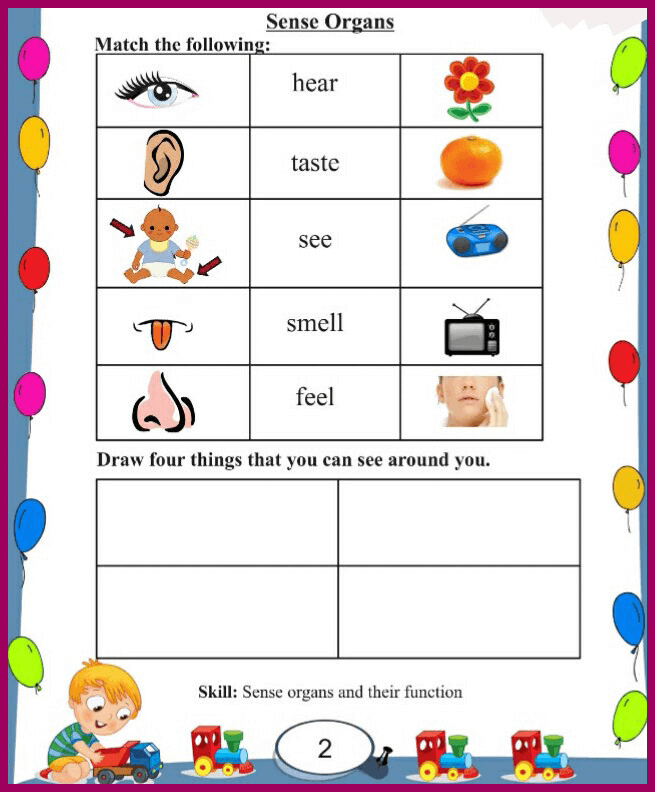 Sense Organs
Match the following:
hear
taste
see
smell
feel
Draw four things that you can see around you.
Skill: Sense organs and their function
2